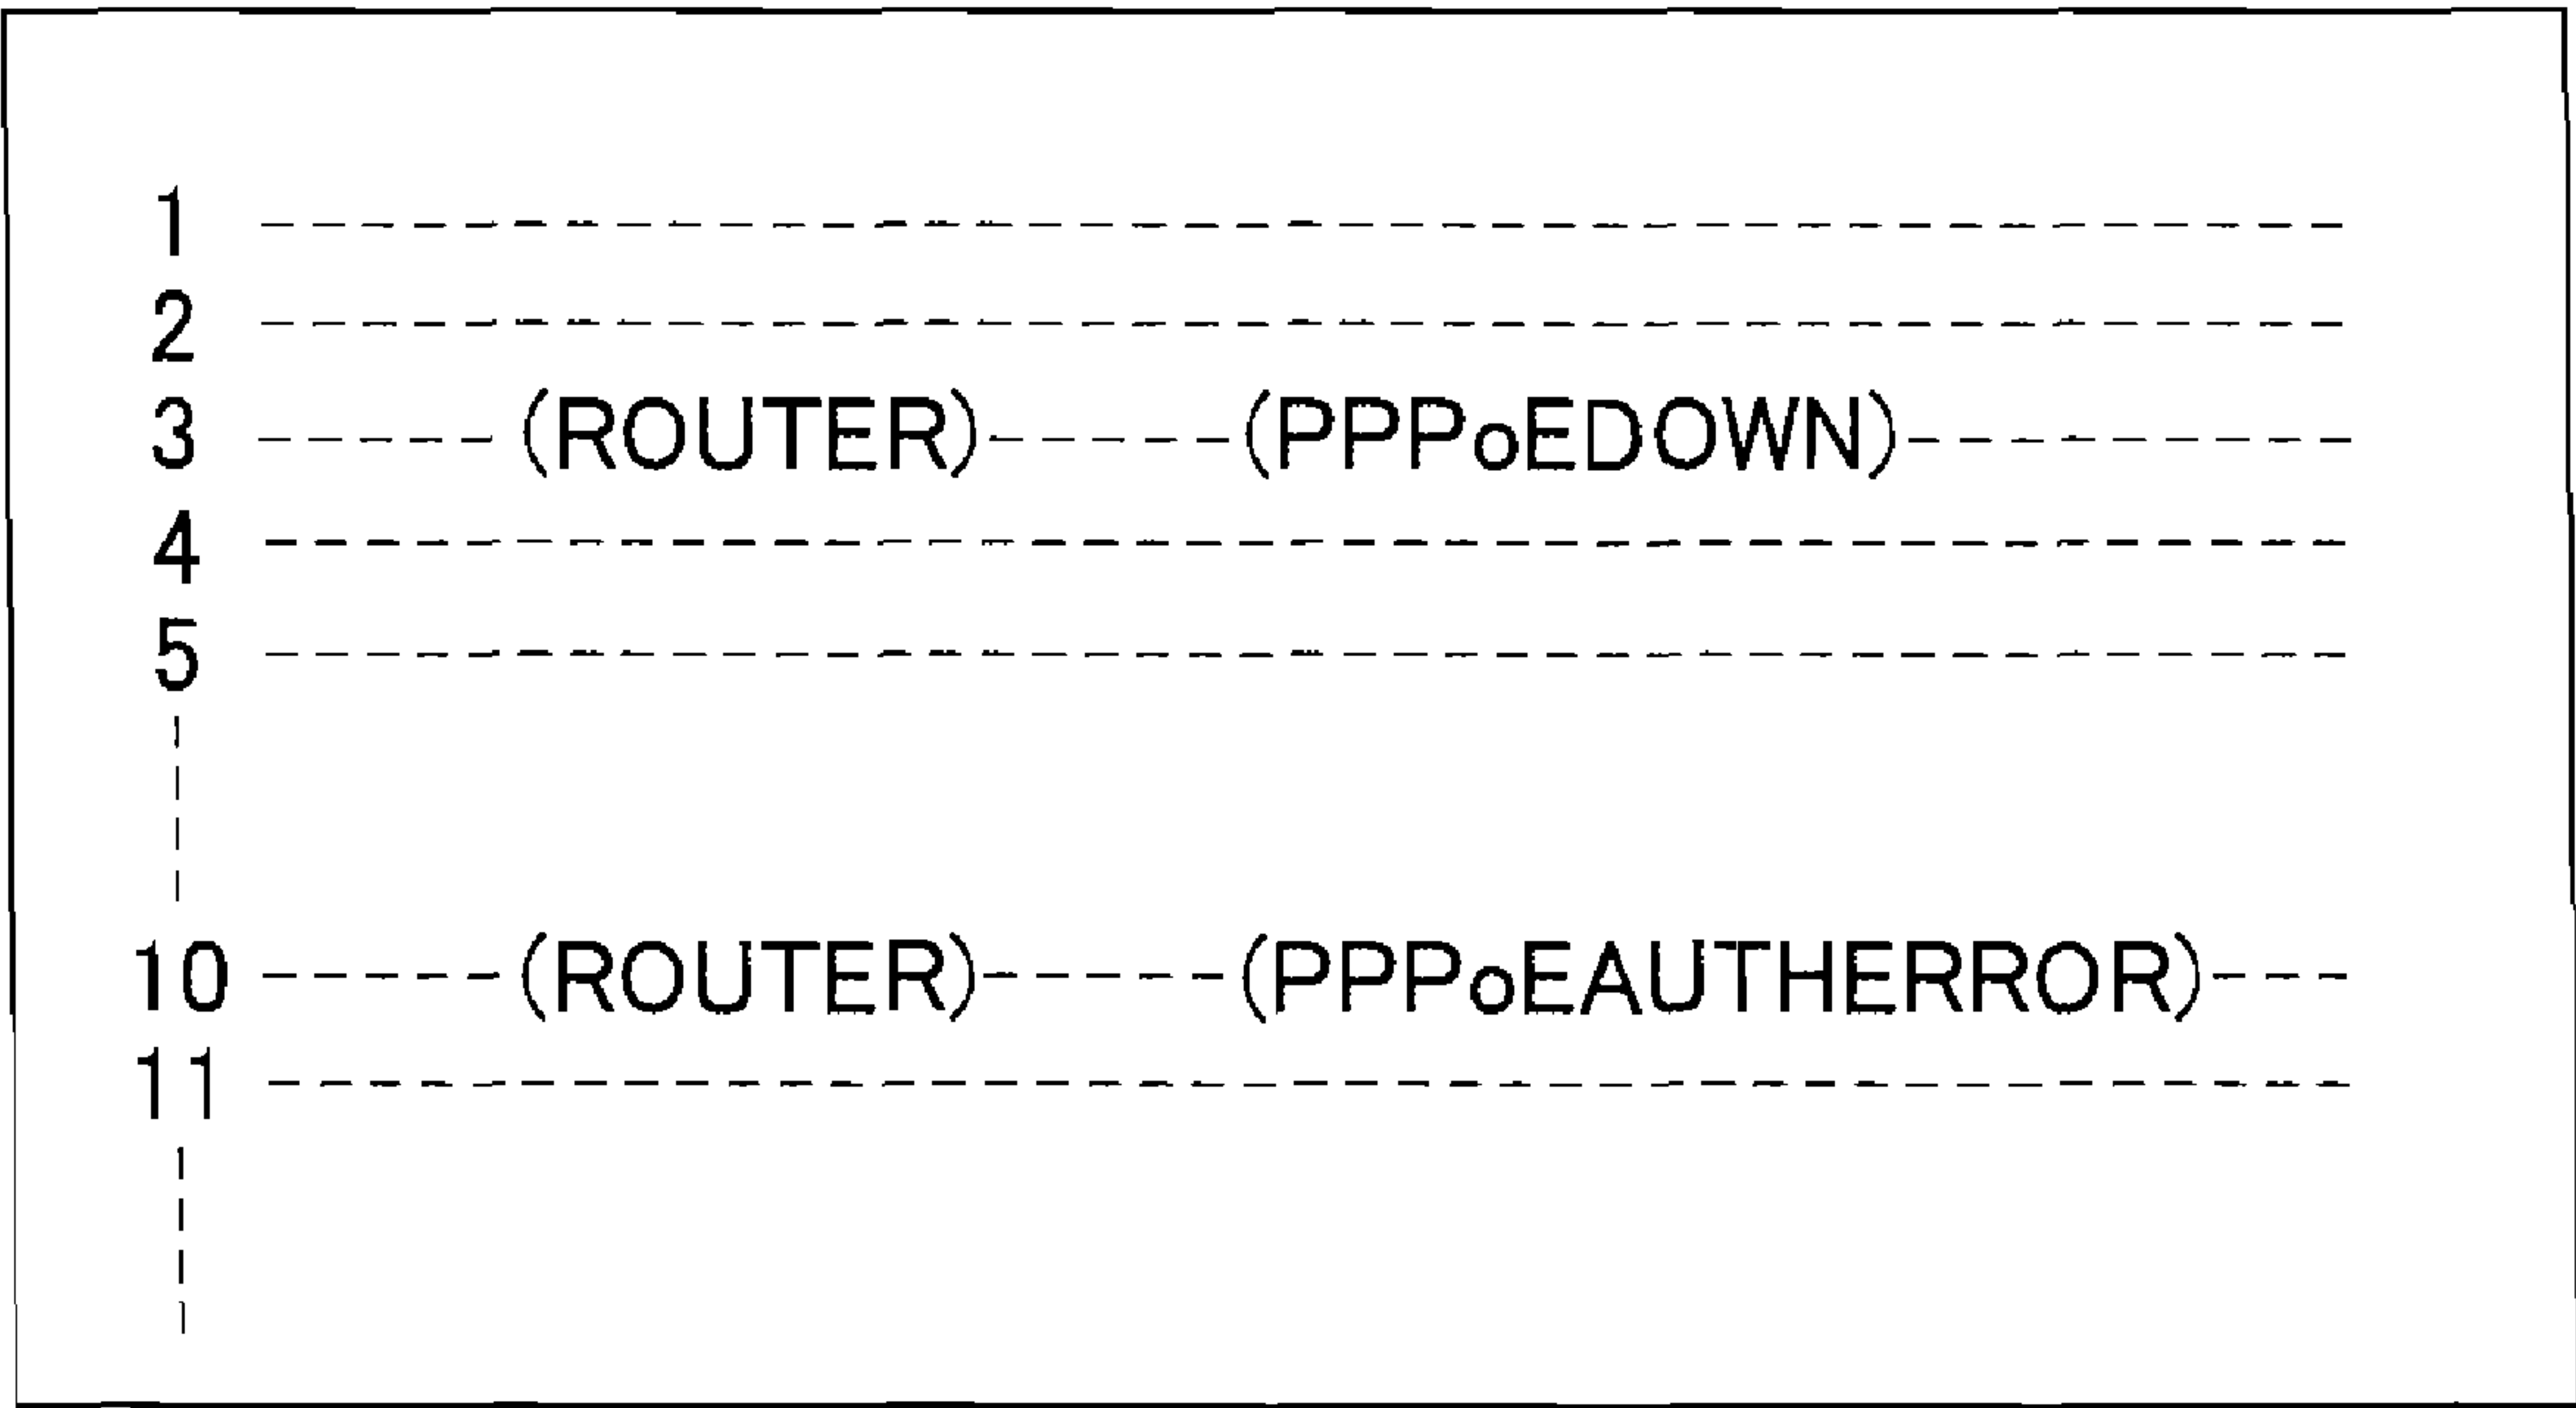 1
2
3 (ROUTER) (PPPoEDOWN)
4
5
10 (ROUTER) (PPPoEAUTHERROR)
11